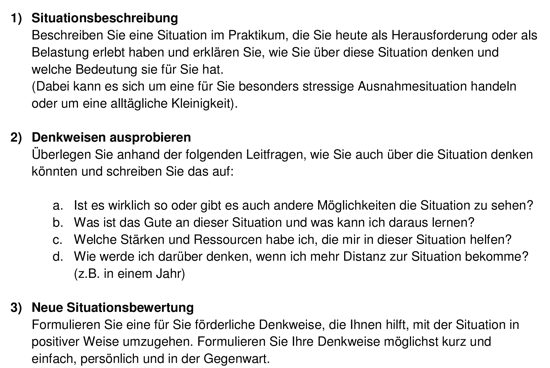 1) Situationsbeschreibung
Beschreiben Sie eine Situation im Praktikum, die Sie heute als Herausforderung oder als
Belastung erlebt haben und erklären Sie, wie Sie über diese Situation denken und
welche Bedeutung sie für Sie hat.
(Dabei kann es sich um eine für Sie besonders stressige Ausnahmesituation handeln
oder um eine alltägliche Kleinigkeit).
2) Denkweisen ausprobieren
Überlegen Sie anhand der folgenden Leitfragen, wie Sie auch über die Situation denken
könnten und schreiben Sie das auf:
a. Ist es wirklich so oder gibt es auch andere Möglichkeiten die Situation zu sehen?
b. Was ist das Gute an dieser Situation und was kann ich daraus lernen?
c. Welche Stärken und Ressourcen habe ich, die mir in dieser Situation helfen?
d. Wie werde ich darüber denken, wenn ich mehr Distanz zur Situation bekomme?
(z.B. in einem Jahr)
3) Neue Situationsbewertung
Formulieren Sie eine für Sie förderliche Denkweise, die Ihnen hilft, mit der Situation in
positiver Weise umzugehen. Formulieren Sie Ihre Denkweise möglichst kurz und
einfach, persönlich und in der Gegenwart.